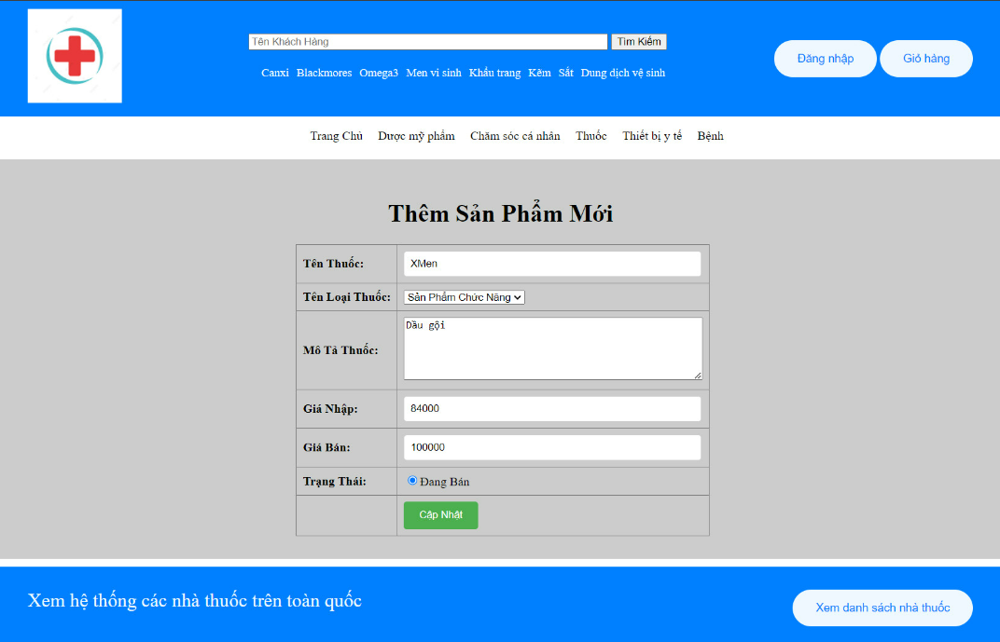 Tên Khách Hàng Tìm Kiếm
Canxi Blackmores Omega3 Men vi sinh Khẩu trang Kẽm Sắt Dung dịch vệ sinh
Đăng nhập Giỏ hàng
Trang Chủ Dược mỹ phẩm Chăm sóc cá nhân Thuốc Thiết bị y tế Bệnh
Thêm Sản Phẩm Mới
Tên Thuốc: XMen
Tên Loại Thuốc: Sản Phẩm Chức Năng
Mô Tả Thuốc: Dầu gội
Giá Nhập: 84000
Giá Bán: 100000
Trạng Thái: Đang Bán
Cập Nhật
Xem hệ thống các nhà thuốc trên toàn quốc
Xem danh sách nhà thuốc